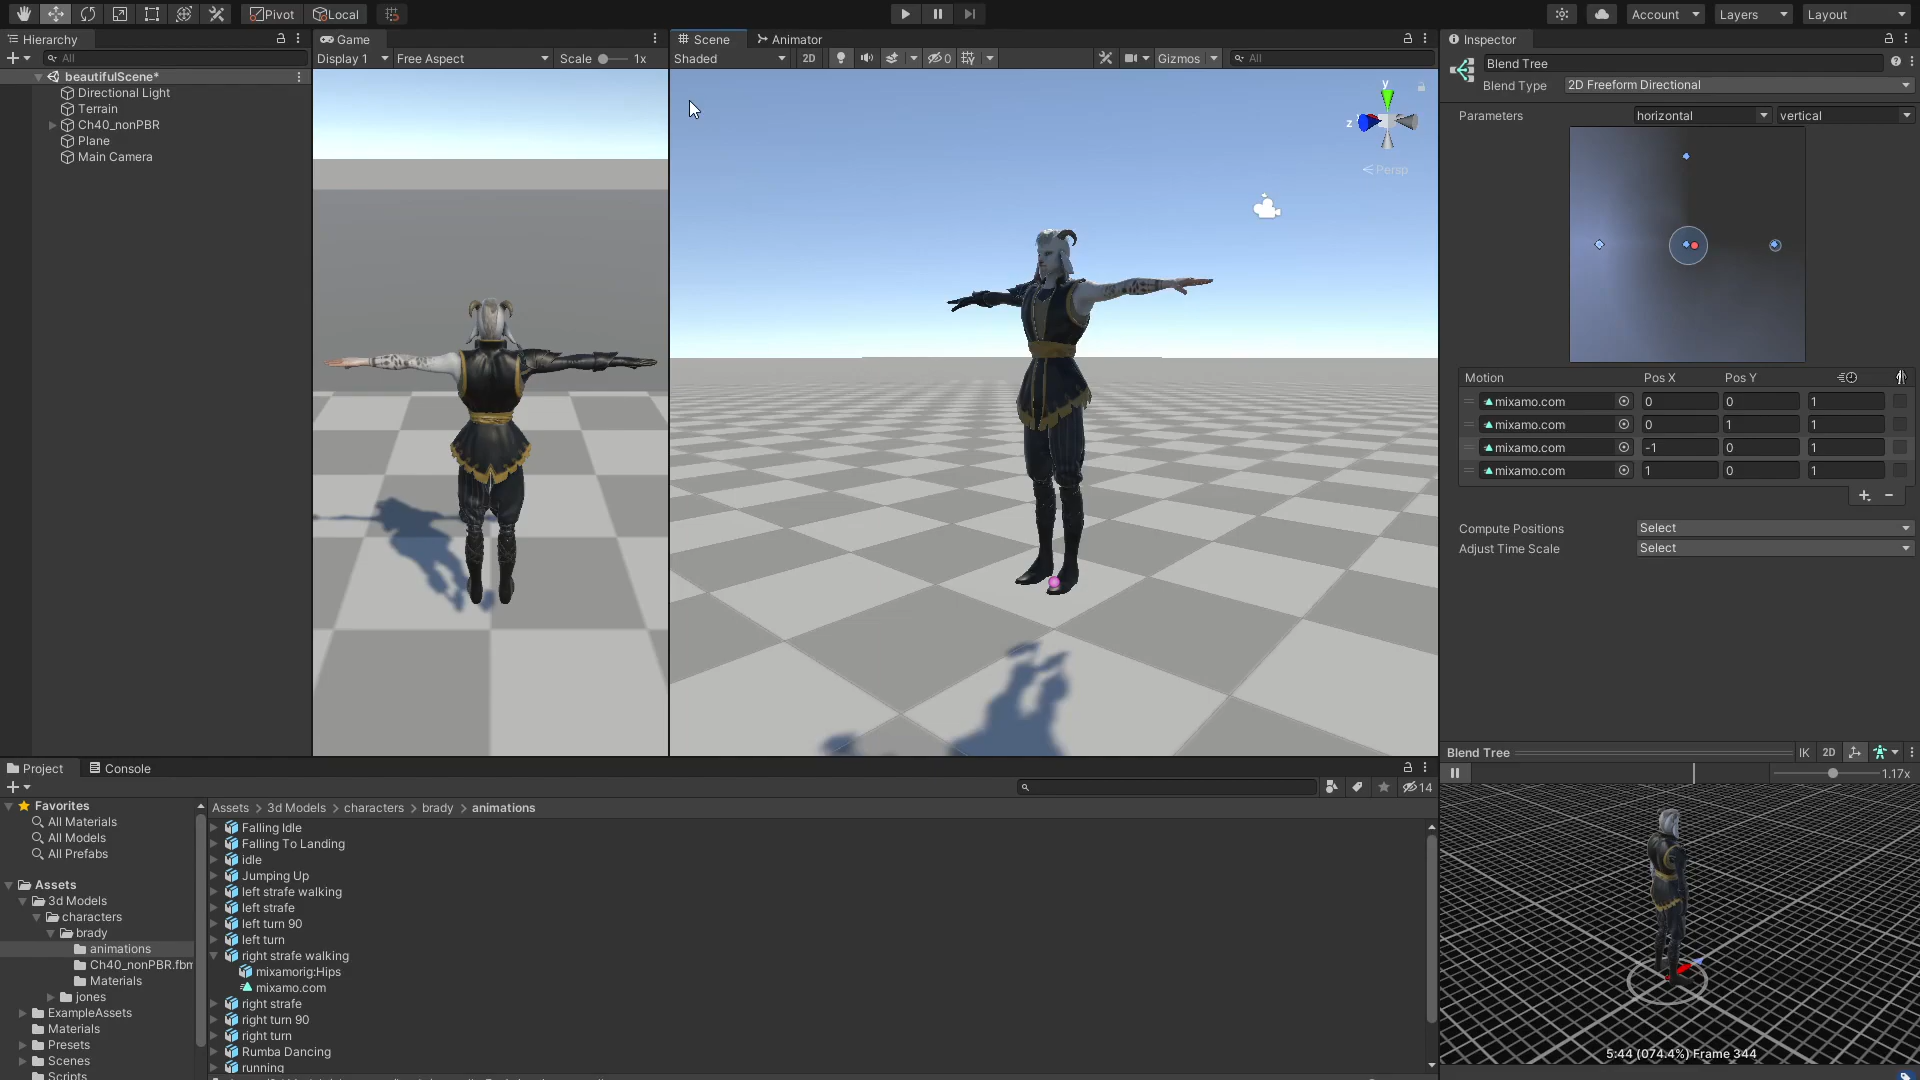 Pivot Local Account Layers Layout
Hierarchy
All
beautifulScene*
Directional Light
Terrain
Ch40_nonPBR
Plane
Main Camera
Game
Display 1 Free Aspect Scale 1x
Scene Animator
Shaded 2D 0 Gizmos All
y
z
Persp
Inspector
Blend Tree
Blend Type 2D Freeform Directional
Parameters horizontal vertical
Motion Pos X Pos Y
mixamo.com 0 0 1
mixamo.com 0 1 1
mixamo.com -1 0 1
mixamo.com 1 0 1
Compute Positions Select
Adjust Time Scale Select
Blend Tree IK 2D
1.17x
5:44 (074.4%) Frame 344
Project Console
14
Favorites
All Materials
All Models
All Prefabs
Assets
3d Models
characters
brady
animations
Ch40_nonPBR.fbm
Materials
jones
ExampleAssets
Materials
Presets
Scenes
Scripts
Assets > 3d Models > characters > brady > animations
Falling Idle
Falling To Landing
idle
Jumping Up
left strafe walking
left strafe
left turn 90
left turn
right strafe walking
mixamorig:Hips
mixamo.com
right strafe
right turn 90
right turn
Rumba Dancing
running